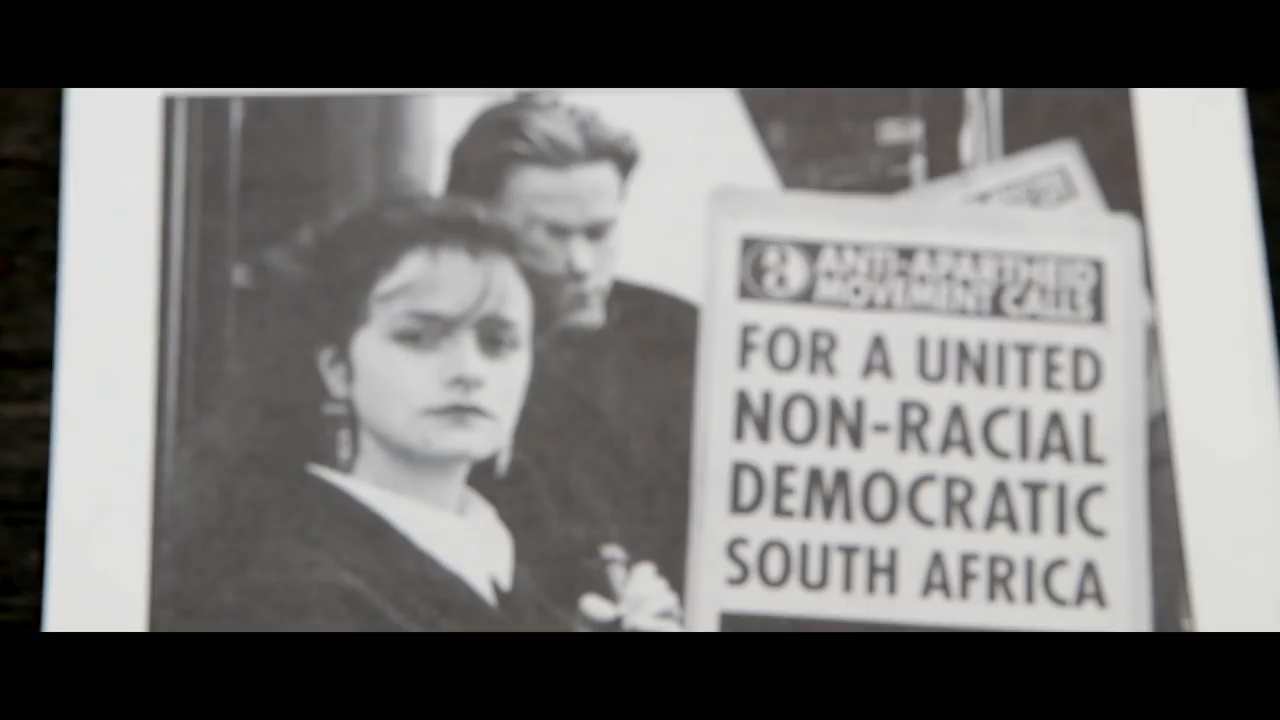 ANTI-APARTHEID
MOVEMENT CALLS
FOR A UNITED
NON-RACIAL
DEMOCRATIC
SOUTH AFRICA